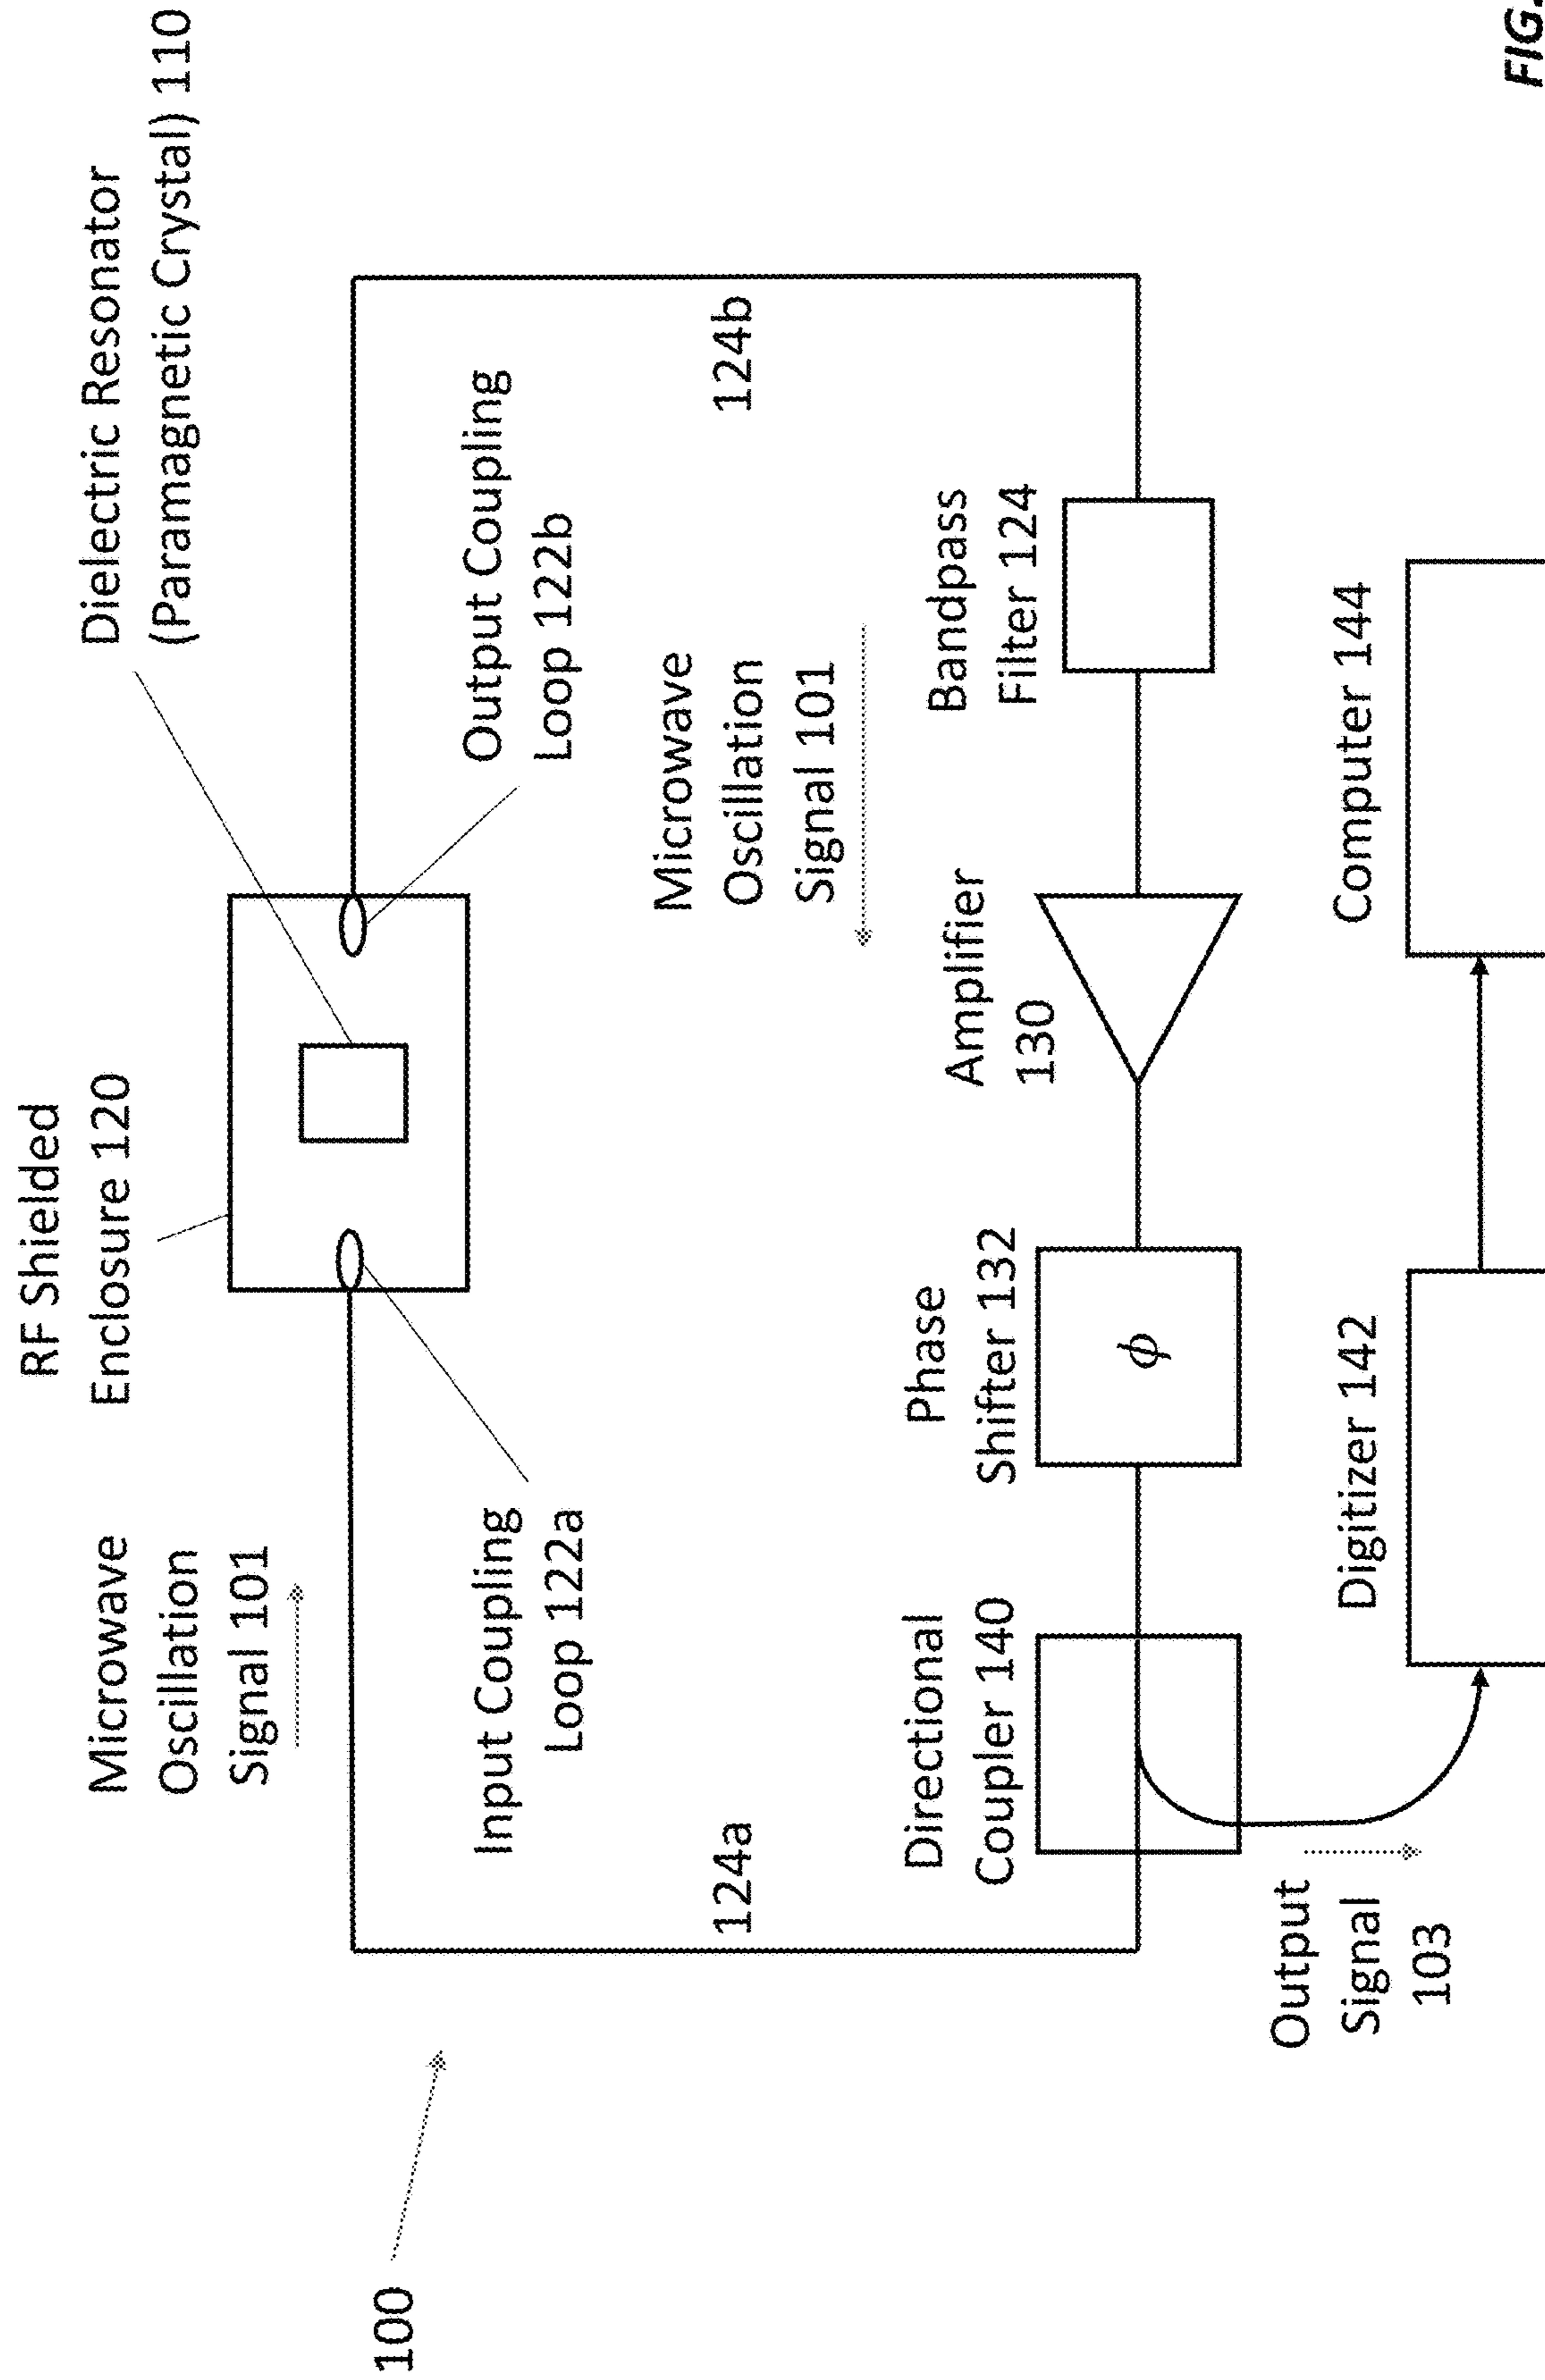 RF Shielded
Enclosure 120
Dielectric Resonator
(Paramagnetic Crystal) 110
Microwave
Oscillation
Signal 101
100
Input Coupling
Loop 122a
Output Coupling
Loop 122b
124a
124b
Microwave
Oscillation
Signal 101
Directional
Coupler 140
Phase
Shifter 132
ϕ
Amplifier
130
Bandpass
Filter 124
Output
Signal
103
Digitizer 142
Computer 144
FIG.